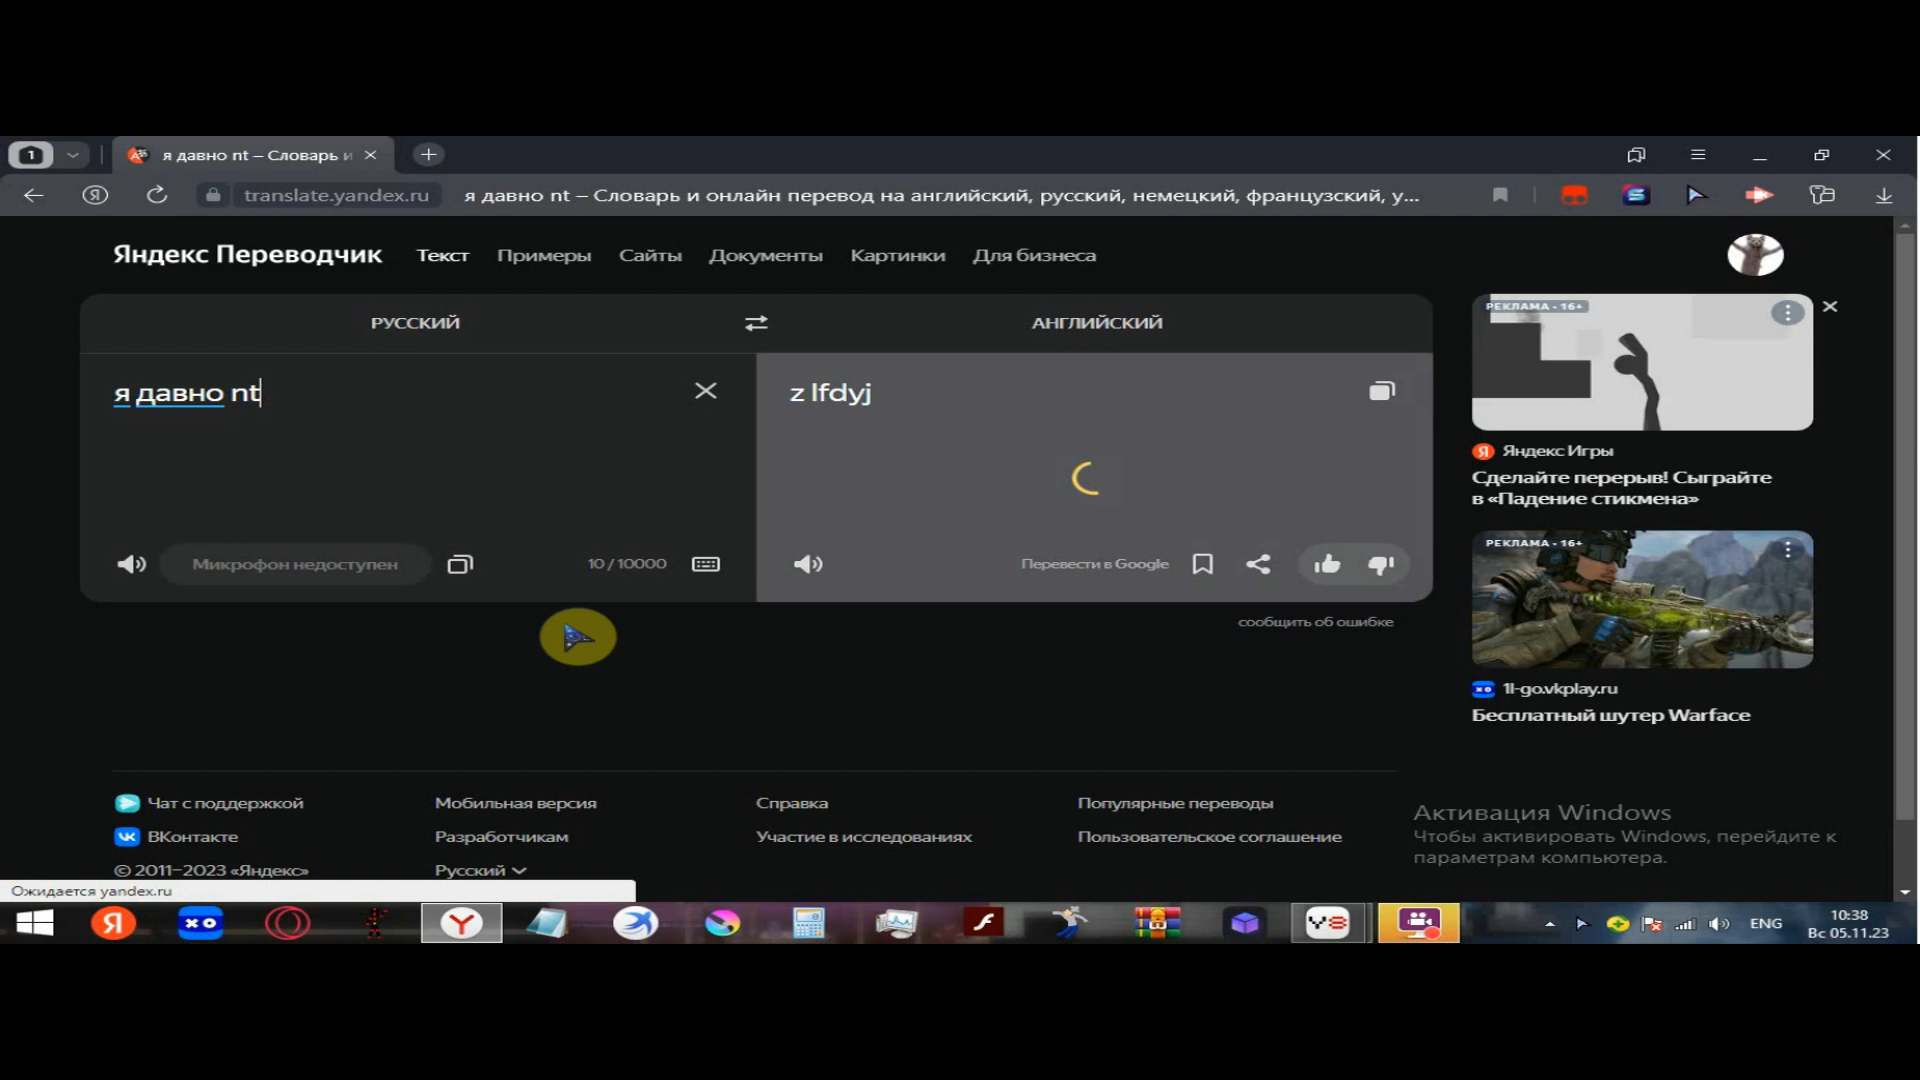 1
я давно nt – Словарь и
translate.yandex.ru
я давно nt – Словарь и онлайн перевод на английский, русский, немецкий, французский, у...
Яндекс Переводчик
Текст
Примеры
Сайты
Документы
Картинки
Для бизнеса
РУССКИЙ
АНГЛИЙСКИЙ
я давно nt
z lfdyj
Микрофон недоступен
10 / 10000
Перевести в Google
сообщить об ошибке
РЕКЛАМА • 16+
Яндекс Игры
Сделайте перерыв! Сыграйте
в «Падение стикмена»
РЕКЛАМА • 16+
1l-go.vkplay.ru
Бесплатный шутер Warface
Чат с поддержкой
Мобильная версия
Справка
Популярные переводы
ВКонтакте
Разработчикам
Участие в исследованиях
Пользовательское соглашение
© 2011–2023 «Яндекс»
Русский
Активация Windows
Чтобы активировать Windows, перейдите к
параметрам компьютера.
Ожидается yandex.ru
ENG
10:38
Вс 05.11.23